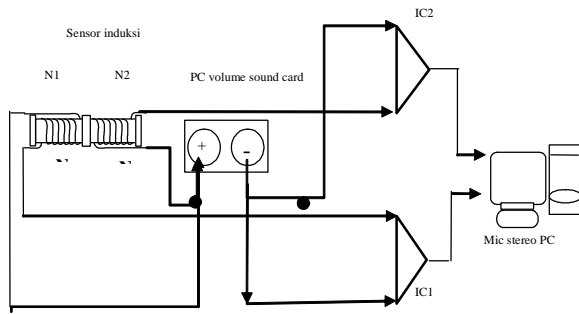 IC2
Sensor induksi
N1 N2
PC volume sound card
+ -
Mic stereo PC
IC1